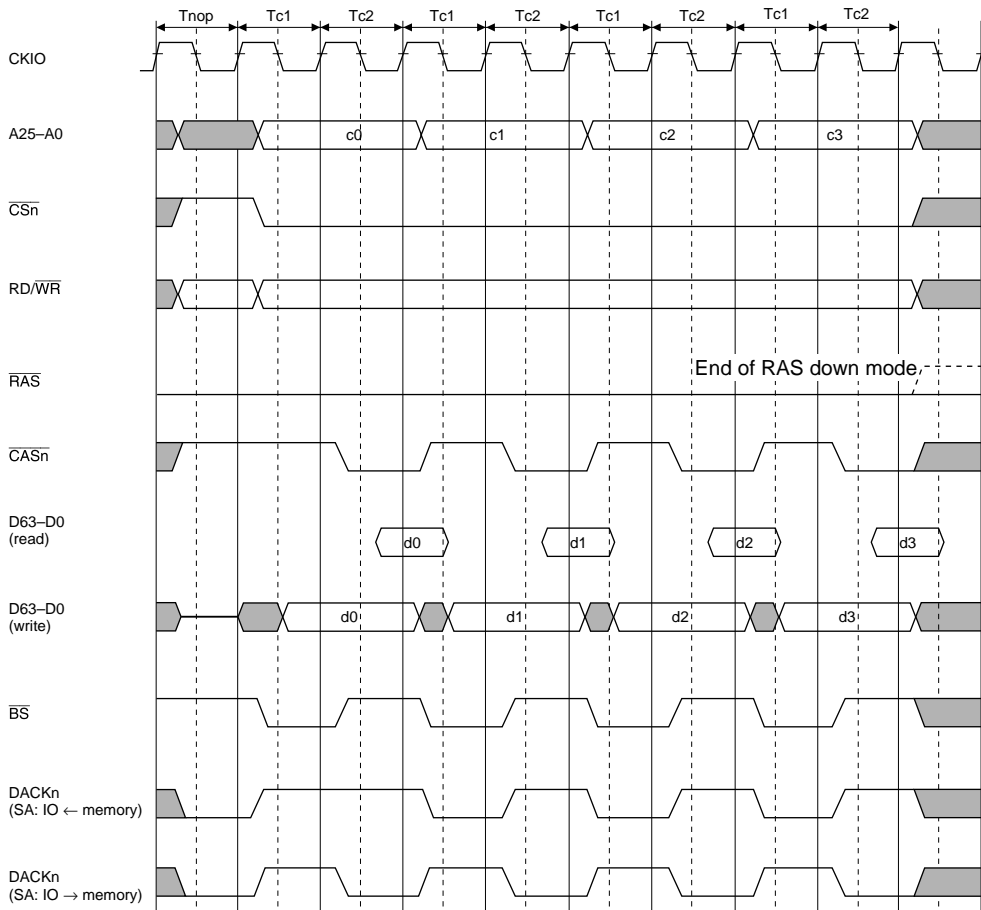 Tnop Tc1 Tc2 Tc1 Tc2 Tc1 Tc2 Tc1 Tc2
CKIO
A25–A0 c0 c1 c2 c3
CSn
RD/WR
End of RAS down mode
RAS
CASn
D63–D0
(read)
d0 d1 d2 d3
D63–D0
(write)
d0 d1 d2 d3
BS
DACKn
(SA: IO ← memory)
DACKn
(SA: IO → memory)